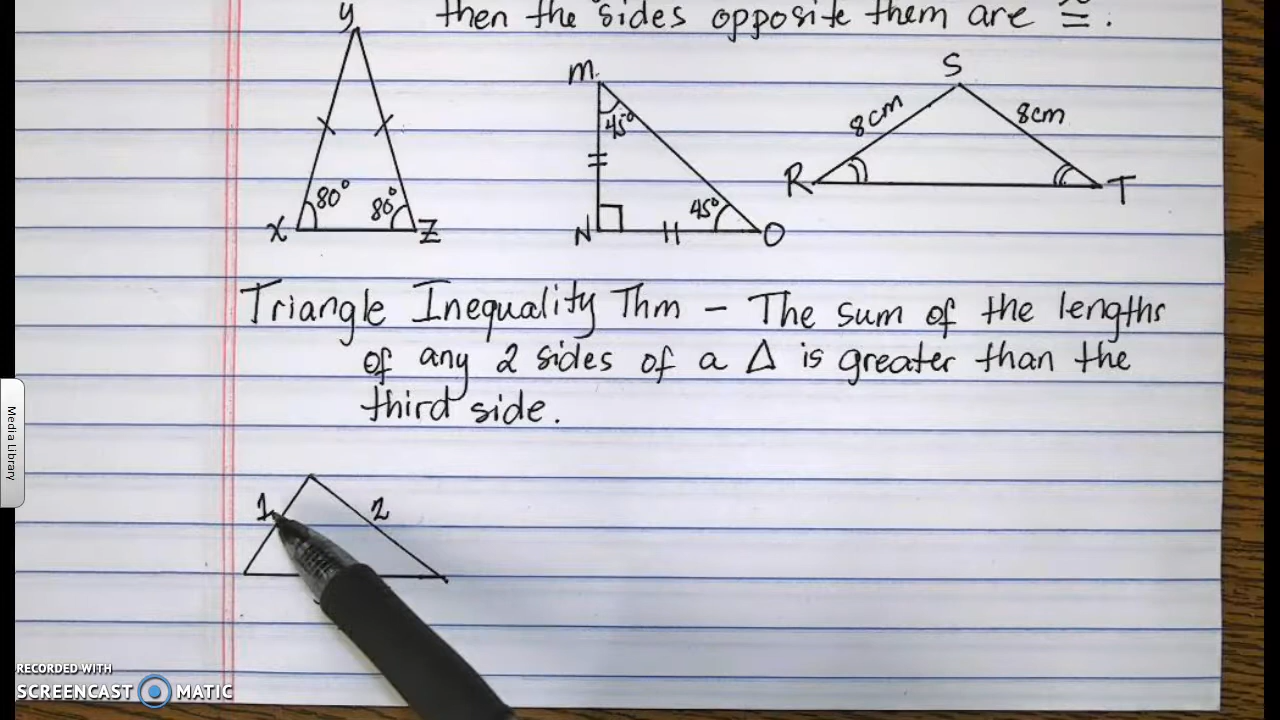 then the sides opposite them are ≅.
y
80°
80°
x
z
m
45°
45°
N
O
S
8cm
8cm
R
T
Triangle Inequality Thm – The sum of the lengths
of any 2 sides of a Δ is greater than the
third side.
1
2
Media Library
RECORDED WITH
SCREENCAST MATIC